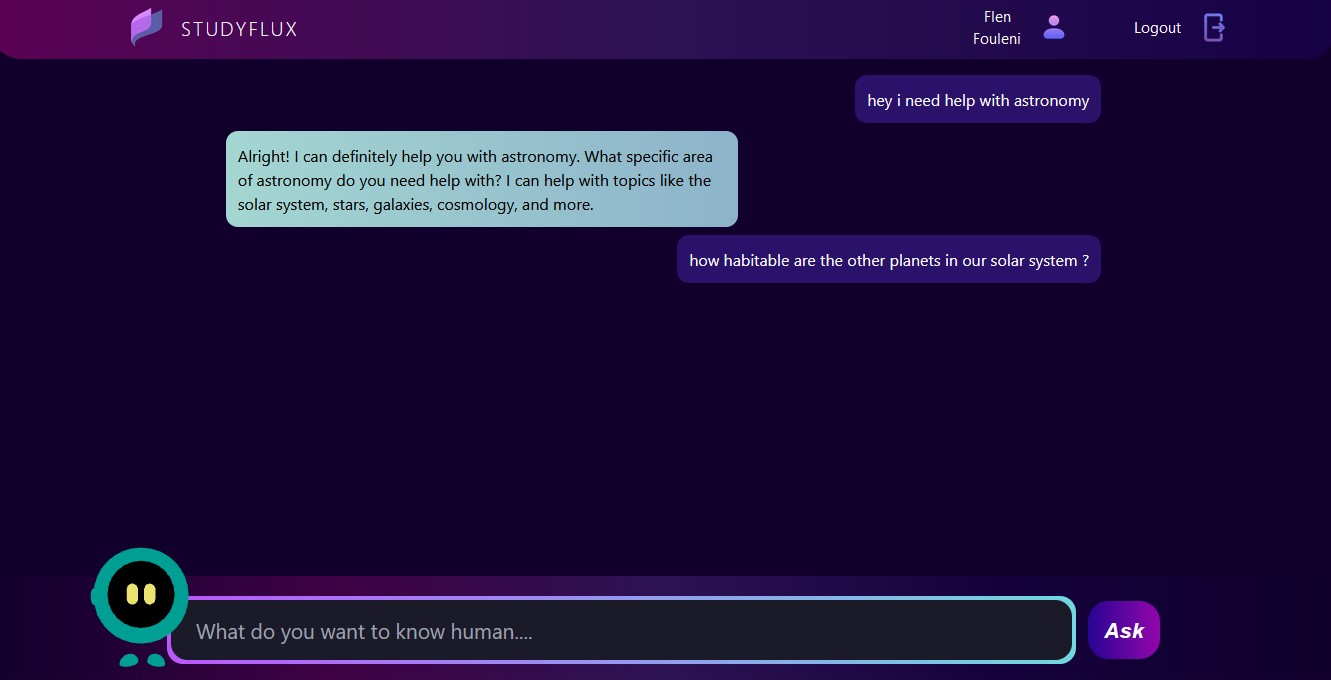 STUDYFLUX
Flen
Fouleni
Logout
hey i need help with astronomy
Alright! I can definitely help you with astronomy. What specific area
of astronomy do you need help with? I can help with topics like the
solar system, stars, galaxies, cosmology, and more.
how habitable are the other planets in our solar system ?
What do you want to know human....
Ask